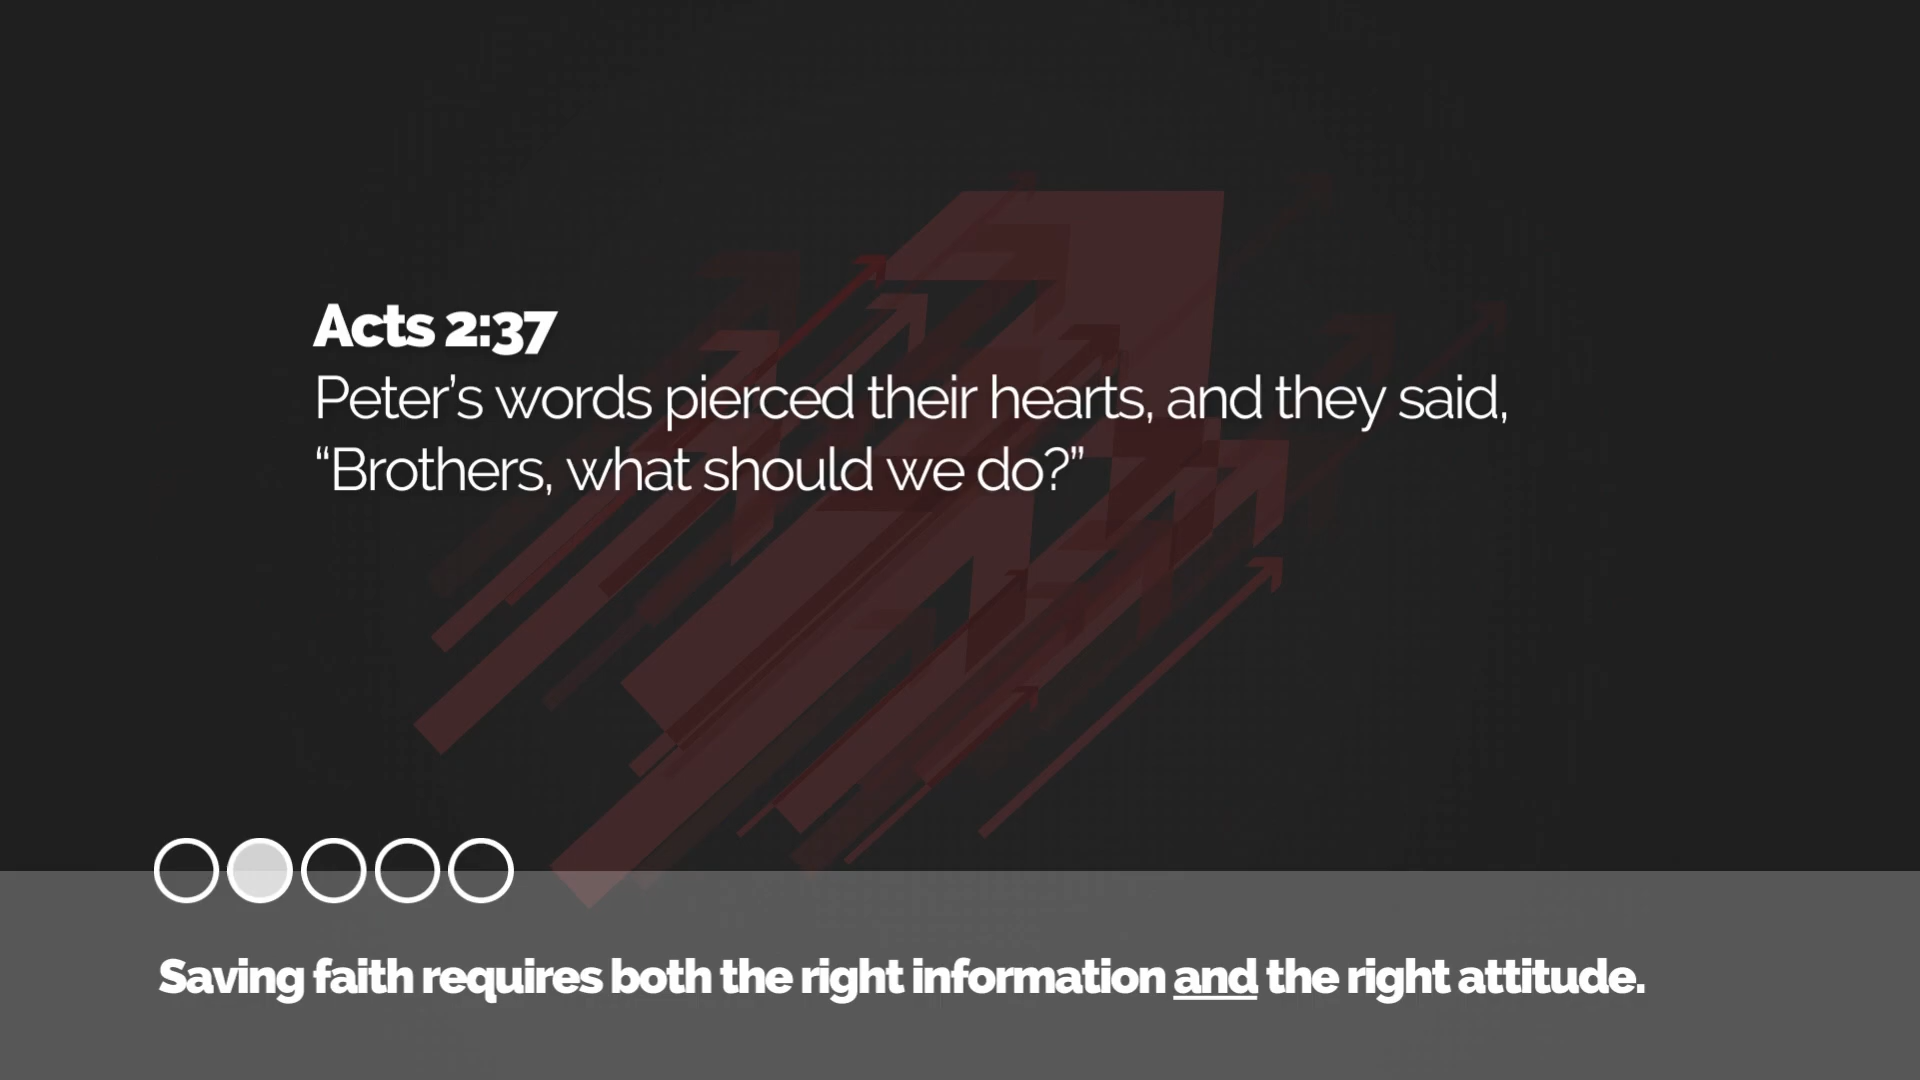 Acts 2:37
Peter’s words pierced their hearts, and they said,
“Brothers, what should we do?”
Saving faith requires both the right information and the right attitude.